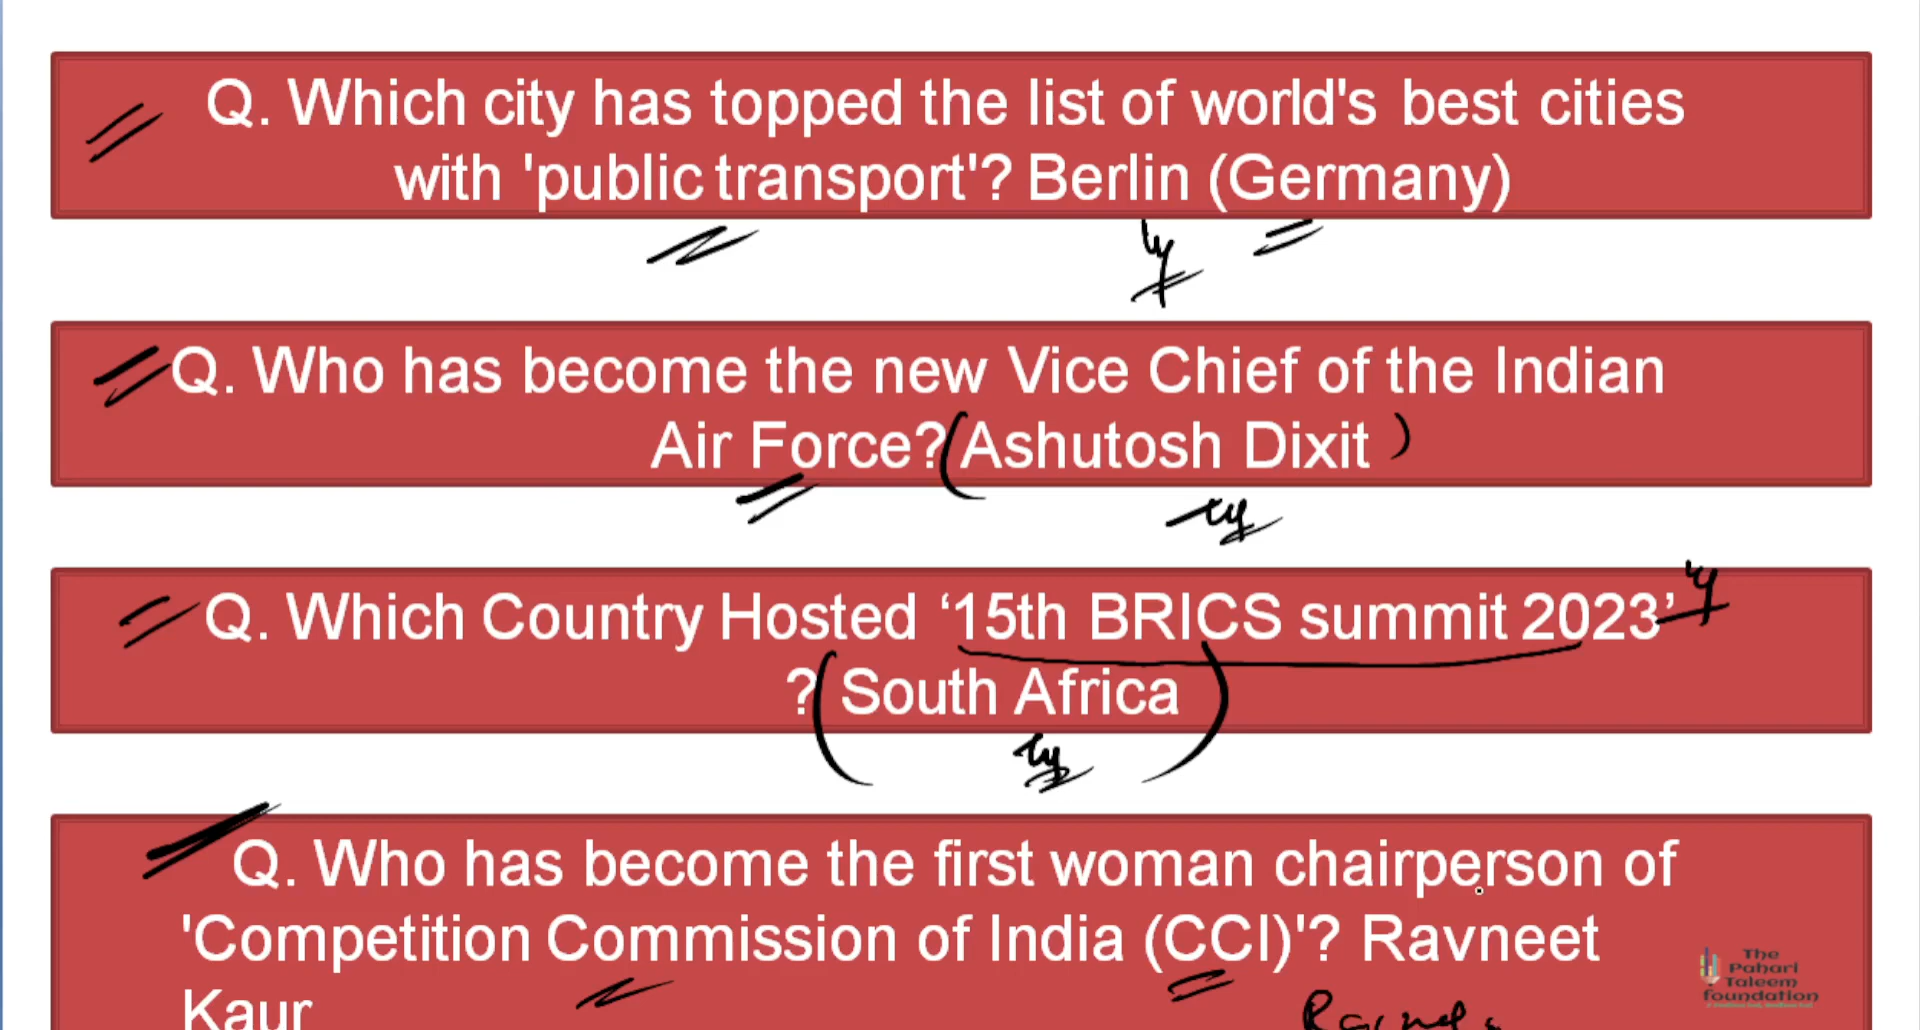 Q. Which city has topped the list of world's best cities
with 'public transport'? Berlin (Germany)
Q. Who has become the new Vice Chief of the Indian
Air Force? (Ashutosh Dixit )
Q. Which Country Hosted ‘15th BRICS summit 2023’
? ( South Africa )
Q. Who has become the first woman chairperson of
'Competition Commission of India (CCI)'? Ravneet
Kaur
The
Pahari
Taleem
foundation